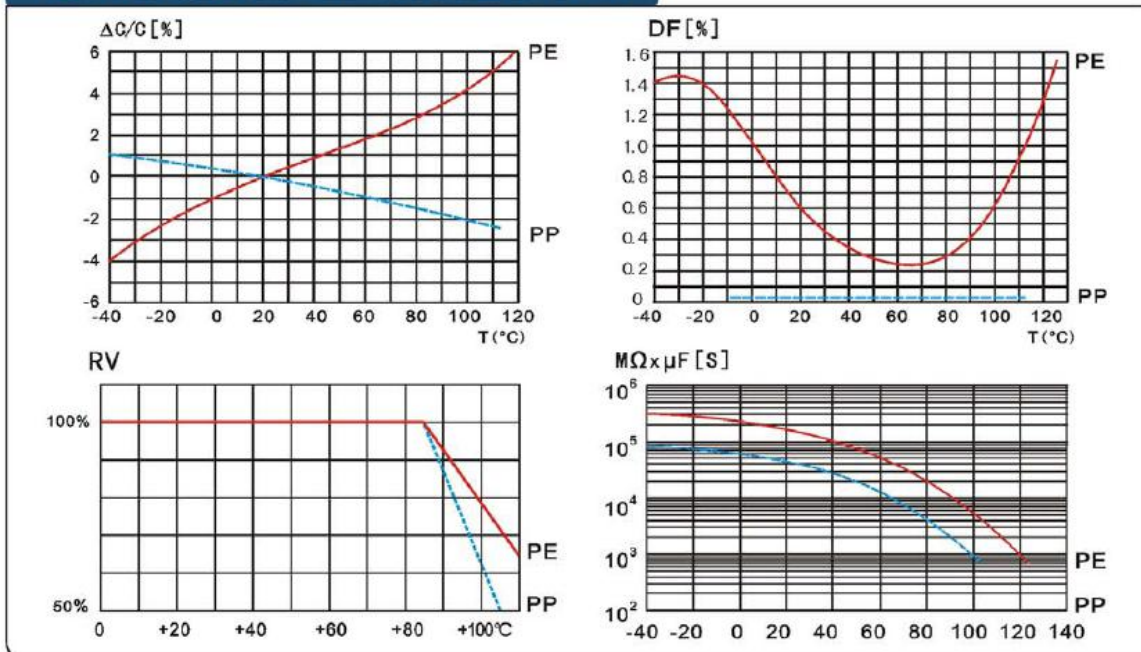 ΔC/C[%]
6
4
2
0
-2
-4
-6
-40 -20 0 20 40 60 80 100 120
T(°C)
PE
PP
DF[%]
1.6
1.4
1.2
1.0
0.8
0.6
0.4
0.2
0
-40 -20 0 20 40 60 80 100 120
T(°C)
PE
PP
RV
100%
50%
0 +20 +40 +60 +80 +100℃
PE
PP
MΩxμF[S]
10⁶
10⁵
10⁴
10³
10²
-40 -20 0 20 40 60 80 100 120 140
PE
PP